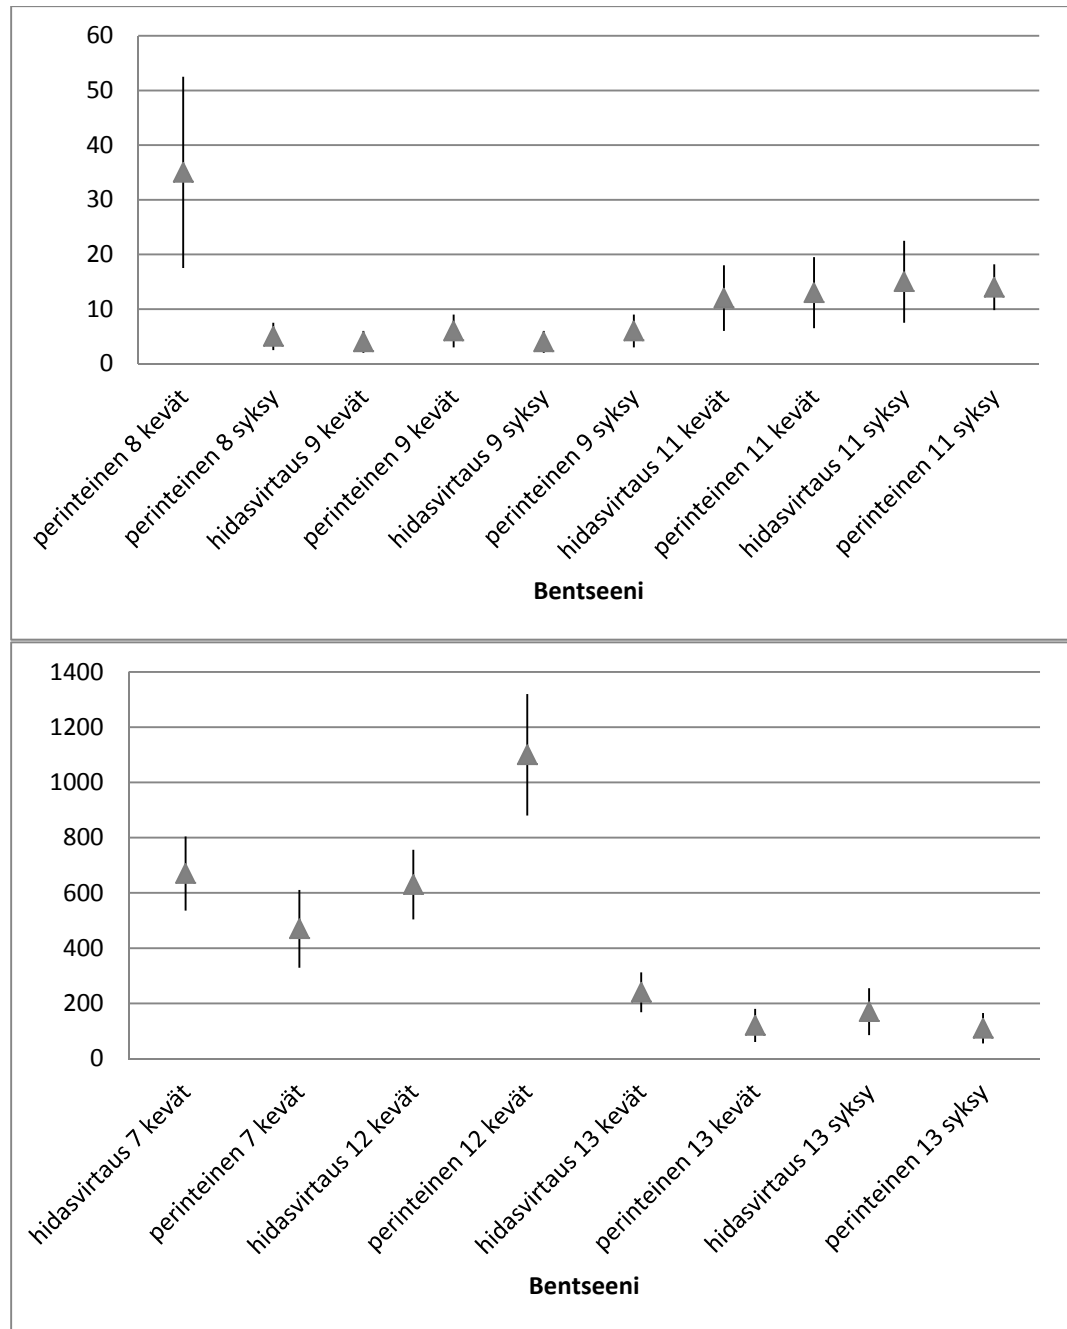 60
50
40
30
20
10
0
perinteinen 8 kevät
perinteinen 8 syksy
hidasvirtaus 9 kevät
perinteinen 9 kevät
hidasvirtaus 9 syksy
perinteinen 9 syksy
hidasvirtaus 11 kevät
perinteinen 11 kevät
hidasvirtaus 11 syksy
perinteinen 11 syksy
Bentseeni
1400
1200
1000
800
600
400
200
0
hidasvirtaus 7 kevät
perinteinen 7 kevät
hidasvirtaus 12 kevät
perinteinen 12 kevät
hidasvirtaus 13 kevät
perinteinen 13 kevät
hidasvirtaus 13 syksy
perinteinen 13 syksy
Bentseeni